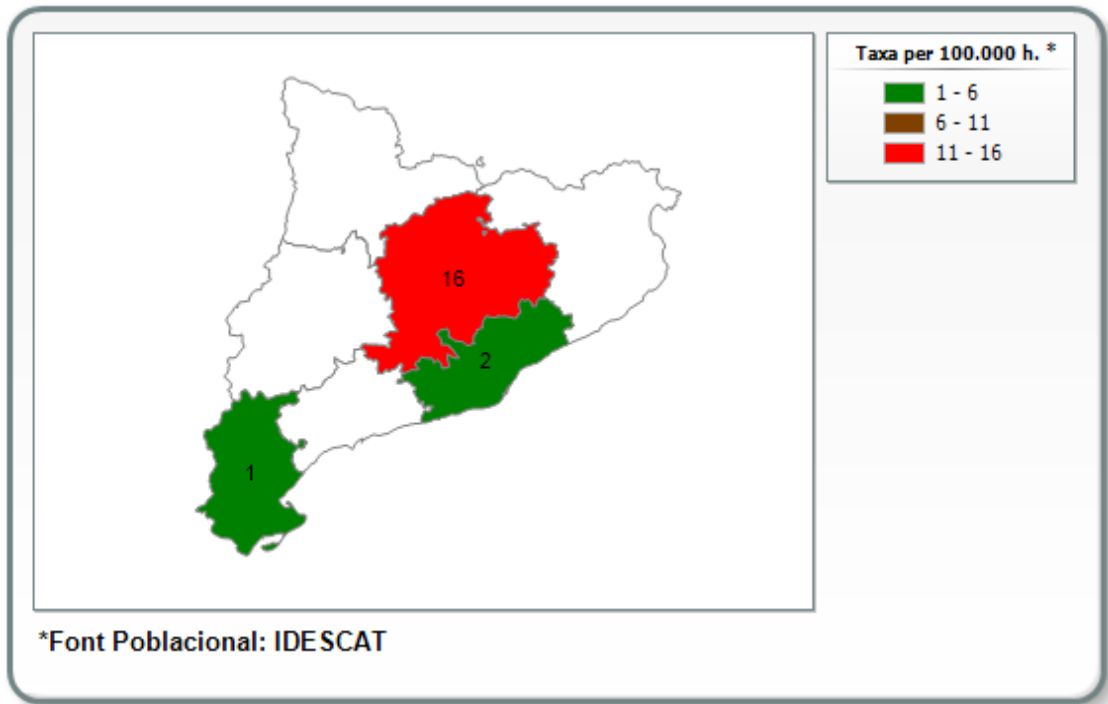 Taxa per 100.000 h. *
1 - 6
6 - 11
11 - 16
16
2
1
*Font Poblacional: IDESCAT